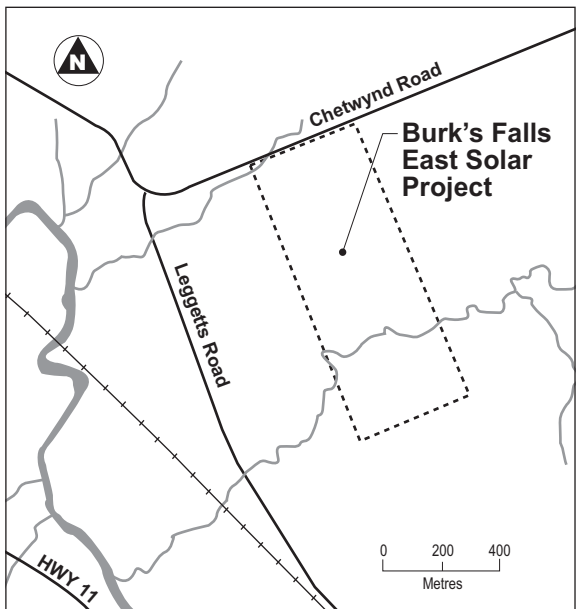 N
Chetwynd Road
Burk's Falls
East Solar
Project
Leggetts Road
0 200 400
Metres
HWY 11